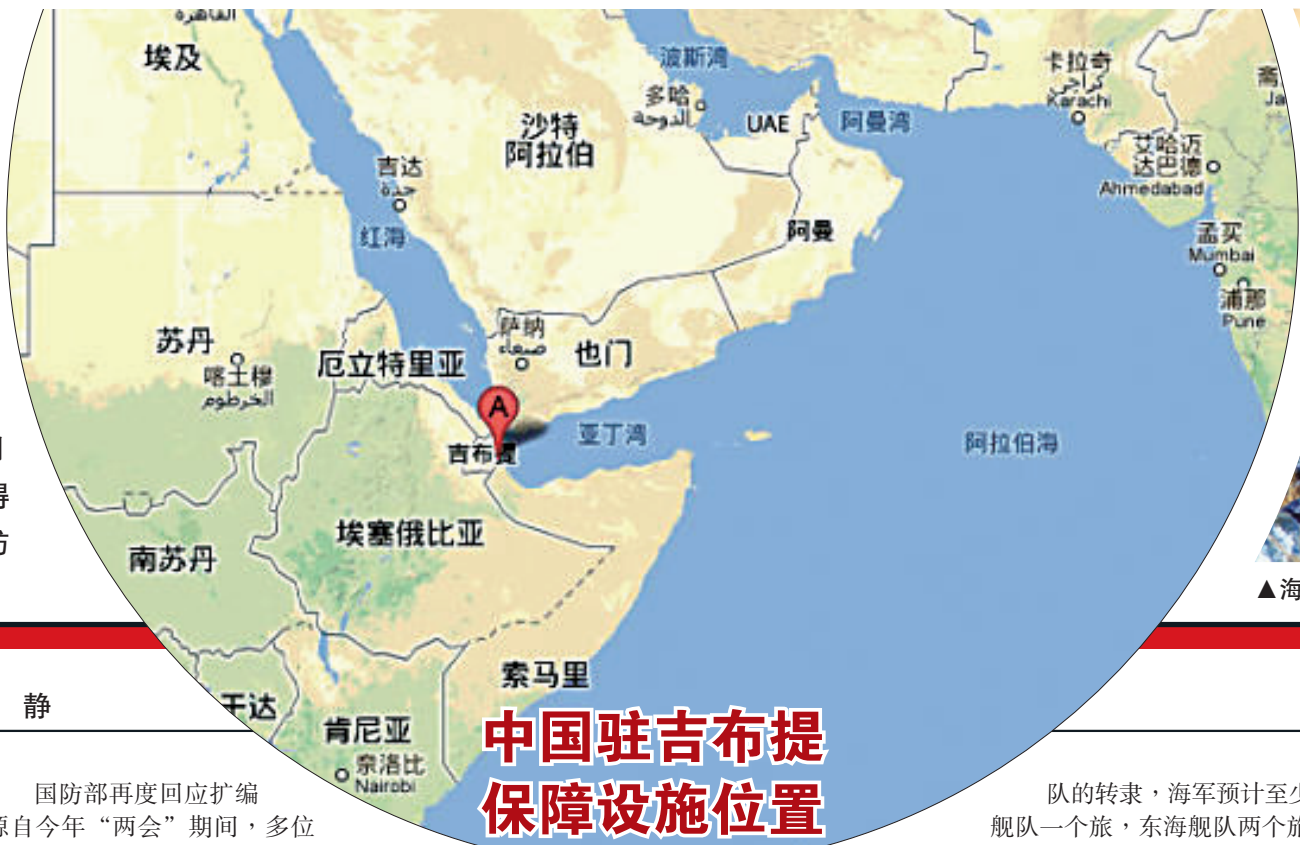 القاهرة
埃及
波斯湾
卡拉奇
كراچي
Karachi
斋
Ja
多哈
الدوحة
UAE
阿曼湾
沙特
阿拉伯
艾哈迈
达巴德
Ahmedabad
吉达
جدة
红海
阿曼
孟买
Mumbai
浦那
Pune
苏丹
喀土穆
الخرطوم
厄立特里亚
萨纳
صنعاء
也门
A
吉布提
亚丁湾
阿拉伯海
埃塞俄比亚
南苏丹
▲海
索马里
静
干达
肯尼亚
奈洛比
Nairobi
中国驻吉布提
保障设施位置
国防部再度回应扩编
源自今年“两会”期间，多位
队的转隶，海军预计至少
舰队一个旅，东海舰队两个旅